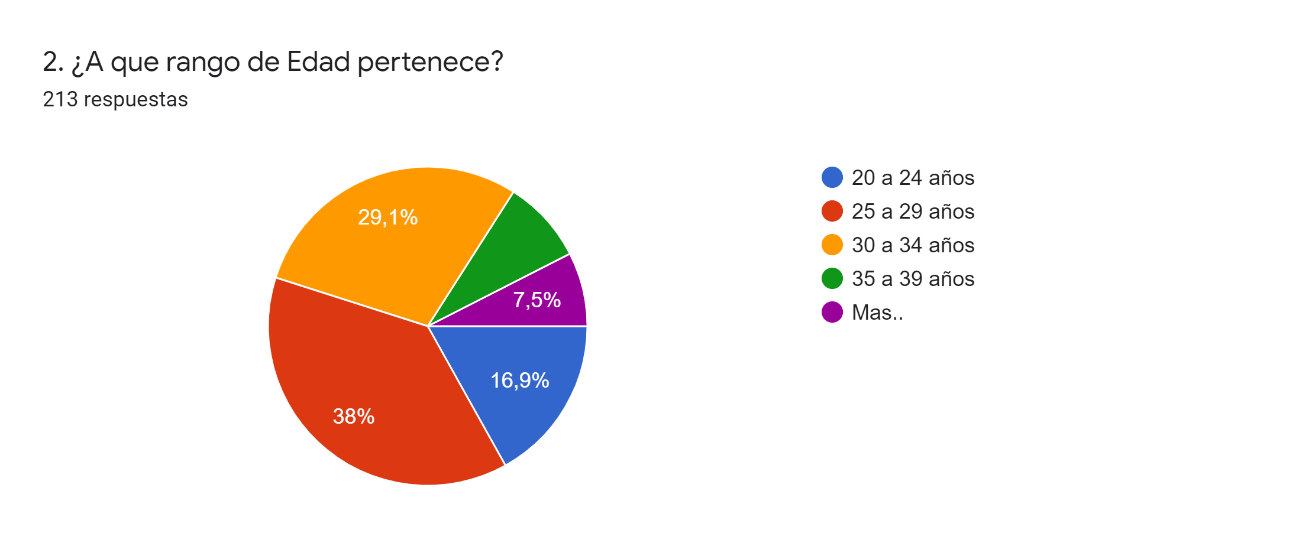 2. ¿A que rango de Edad pertenece?
213 respuestas
29,1%
7,5%
16,9%
38%
20 a 24 años
25 a 29 años
30 a 34 años
35 a 39 años
Mas..